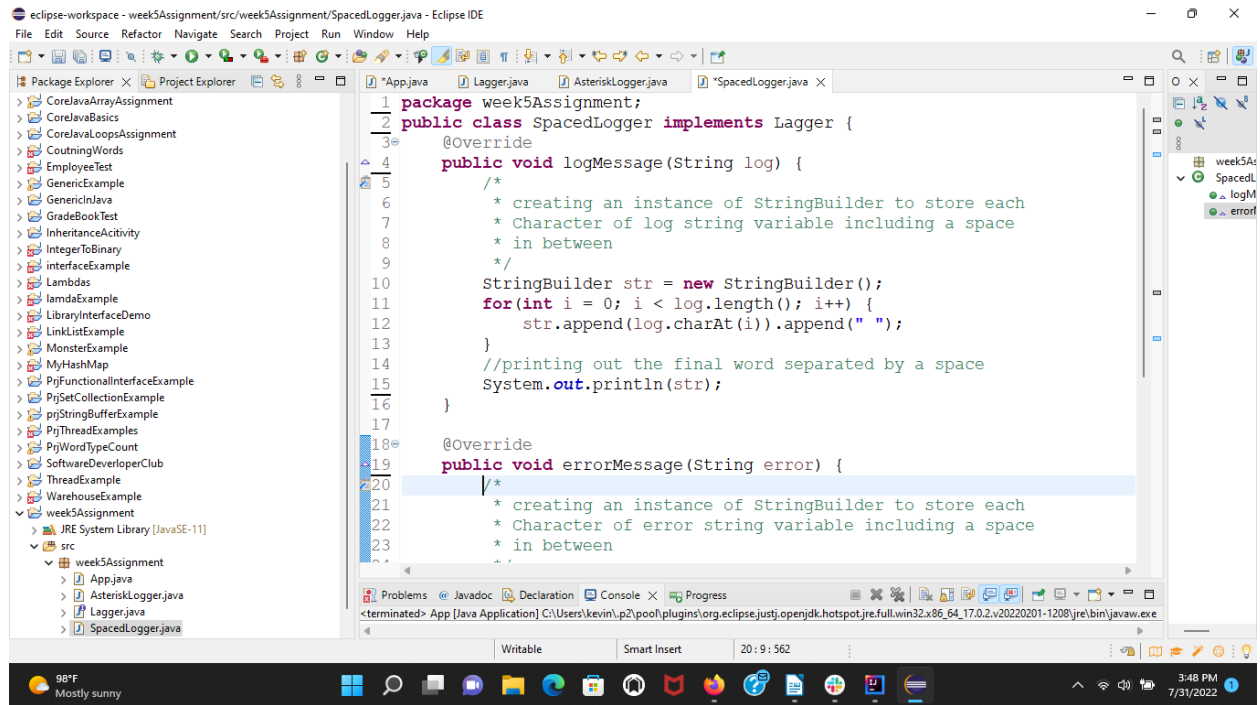 eclipse-workspace - week5Assignment/src/week5Assignment/SpacedLogger.java - Eclipse IDE
File Edit Source Refactor Navigate Search Project Run Window Help
Package Explorer Project Explorer
*App.java Lagger.java AsteriskLogger.java *SpacedLogger.java
CoreJavaArrayAssignment
CoreJavaBasics
CoreJavaLoopsAssignment
CoutningWords
EmployeeTest
GenericExample
GenericInJava
GradeBookTest
InheritanceAcitivity
IntegerToBinary
interfaceExample
Lambdas
lamdaExample
LibraryInterfaceDemo
LinkListExample
MonsterExample
MyHashMap
PrjFunctionalInterfaceExample
PrjSetCollectionExample
prjStringBufferExample
PrjThreadExamples
PrjWordTypeCount
SoftwareDeverloperClub
ThreadExample
WarehouseExample
week5Assignment
JRE System Library [JavaSE-11]
src
week5Assignment
App.java
AsteriskLogger.java
Lagger.java
SpacedLogger.java
1 package week5Assignment;
2 public class SpacedLogger implements Lagger {
3 @Override
4 public void logMessage(String log) {
5 /*
6 * creating an instance of StringBuilder to store each
7 * Character of log string variable including a space
8 * in between
9 */
10 StringBuilder str = new StringBuilder();
11 for(int i = 0; i < log.length(); i++) {
12 str.append(log.charAt(i)).append(" ");
13 }
14 //printing out the final word separated by a space
15 System.out.println(str);
16 }
17
18 @Override
19 public void errorMessage(String error) {
20 /*
21 * creating an instance of StringBuilder to store each
22 * Character of error string variable including a space
23 * in between
O
week5As
SpacedL
logM
errorM
Problems Javadoc Declaration Console Progress
<terminated> App [Java Application] C:\Users\kevin\.p2\pool\plugins\org.eclipse.justj.openjdk.hotspot.jre.full.win32.x86_64_17.0.2.v20220201-1208\jre\bin\javaw.exe
Writable Smart Insert 20 : 9 : 562
98°F
Mostly sunny
3:48 PM
7/31/2022
1